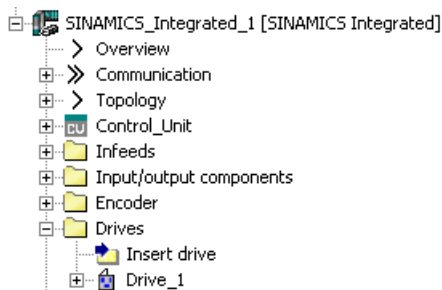 SINAMICS_Integrated_1 [SINAMICS Integrated]
Overview
Communication
Topology
CU Control_Unit
Infeeds
Input/output components
Encoder
Drives
Insert drive
Drive_1